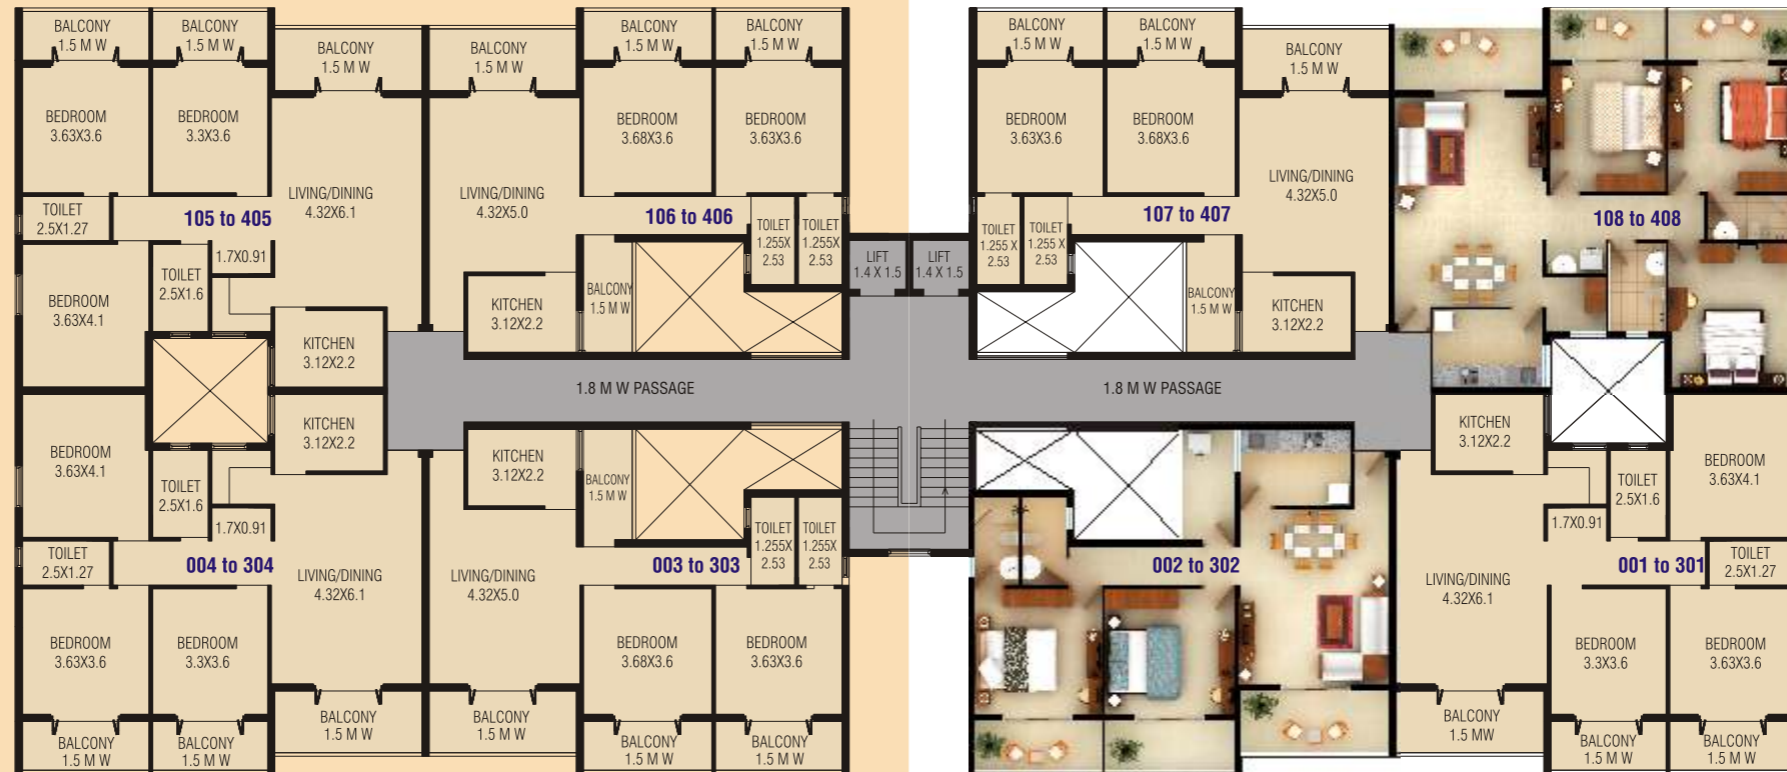 BALCONY
1.5 M W
BALCONY
1.5 M W
BALCONY
1.5 M W
BALCONY
1.5 M W
BALCONY
1.5 M W
BALCONY
1.5 M W
BALCONY
1.5 M W
BALCONY
1.5 M W
BALCONY
1.5 M W
BEDROOM
3.63X3.6
BEDROOM
3.3X3.6
BEDROOM
3.68X3.6
BEDROOM
3.63X3.6
BEDROOM
3.63X3.6
BEDROOM
3.68X3.6
LIVING/DINING
4.32X6.1
LIVING/DINING
4.32X5.0
LIVING/DINING
4.32X5.0
TOILET
2.5X1.27
105 to 405
106 to 406
TOILET
1.255X
2.53
TOILET
1.255X
2.53
TOILET
1.255 X
2.53
TOILET
1.255 X
2.53
107 to 407
108 to 408
1.7X0.91
TOILET
2.5X1.6
BEDROOM
3.63X4.1
LIFT
1.4 X 1.5
LIFT
1.4 X 1.5
KITCHEN
3.12X2.2
BALCONY
1.5 M W
BALCONY
1.5 M W
KITCHEN
3.12X2.2
KITCHEN
3.12X2.2
1.8 M W PASSAGE
1.8 M W PASSAGE
KITCHEN
3.12X2.2
KITCHEN
3.12X2.2
BALCONY
1.5 M W
KITCHEN
3.12X2.2
BEDROOM
3.63X4.1
TOILET
2.5X1.6
1.7X0.91
TOILET
2.5X1.6
BEDROOM
3.63X4.1
1.7X0.91
TOILET
2.5X1.27
004 to 304
003 to 303
TOILET
1.255X
2.53
TOILET
1.255X
2.53
002 to 302
001 to 301
TOILET
2.5X1.27
LIVING/DINING
4.32X6.1
LIVING/DINING
4.32X5.0
LIVING/DINING
4.32X6.1
BEDROOM
3.63X3.6
BEDROOM
3.3X3.6
BEDROOM
3.68X3.6
BEDROOM
3.63X3.6
BEDROOM
3.3X3.6
BEDROOM
3.63X3.6
BALCONY
1.5 M W
BALCONY
1.5 M W
BALCONY
1.5 M W
BALCONY
1.5 M W
BALCONY
1.5 M W
BALCONY
1.5 M W
BALCONY
1.5 MW
BALCONY
1.5 M W
BALCONY
1.5 M W